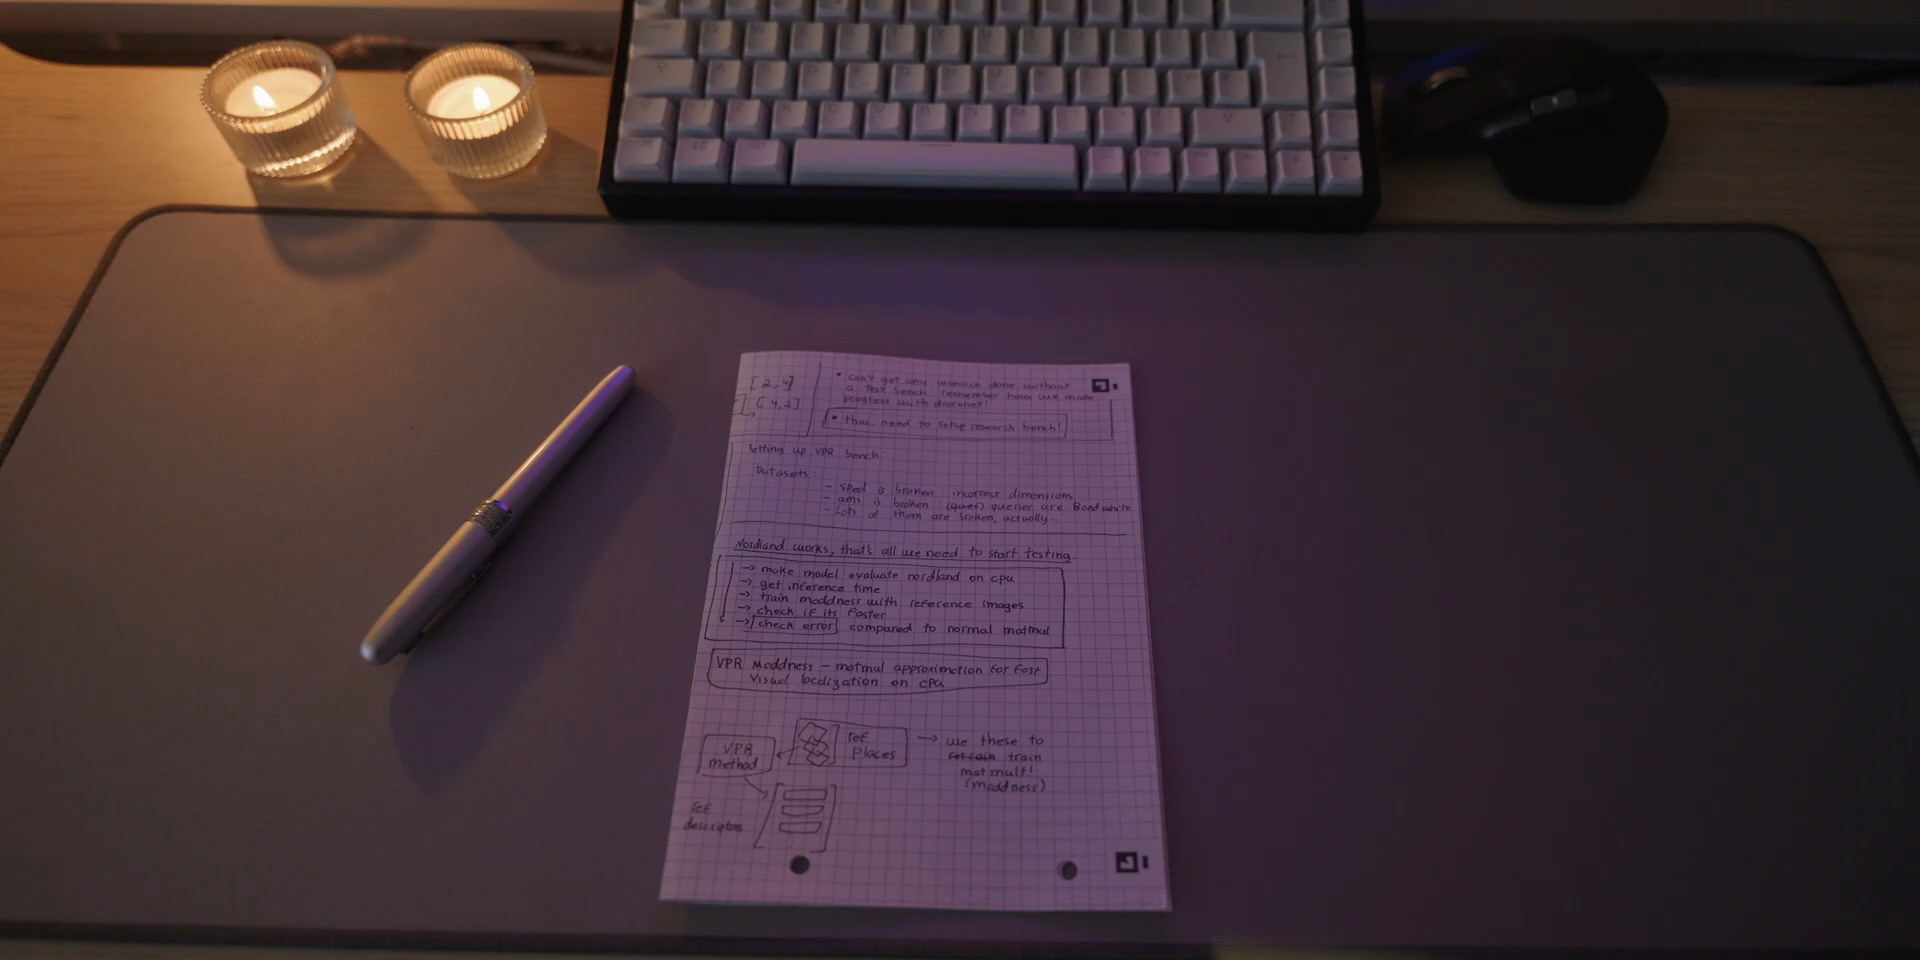 [2,4]
[4,2]
• can't get any research done without
a test bench. remember how we made
progress with draconet!
• thus, need to setup research bench!
Setting up VPR bench
Datasets:
- sped is broken: incorrect dimensions
- ams is broken: queries are B and white
- Lots of them are broken, actually
Nordland works, that's all we need to start testing.
→ make model evaluate nordland on cpu
→ get inference time
→ train maddness with reference images
→ check if its faster
→ check error compared to normal matmul
VPR Maddness - matmul approximation for fast
Visual localization on cpu
VPR
method
ref
Places
→ use these to
train
matmult!
(maddness)
ref
descriptors